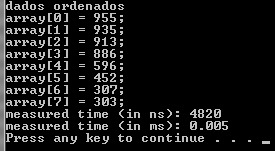 dados ordenados
array[0] = 955;
array[1] = 935;
array[2] = 913;
array[3] = 886;
array[4] = 596;
array[5] = 452;
array[6] = 307;
array[7] = 303;
measured time (in ns): 4820
measured time (in ms): 0.005
Press any key to continue . . .